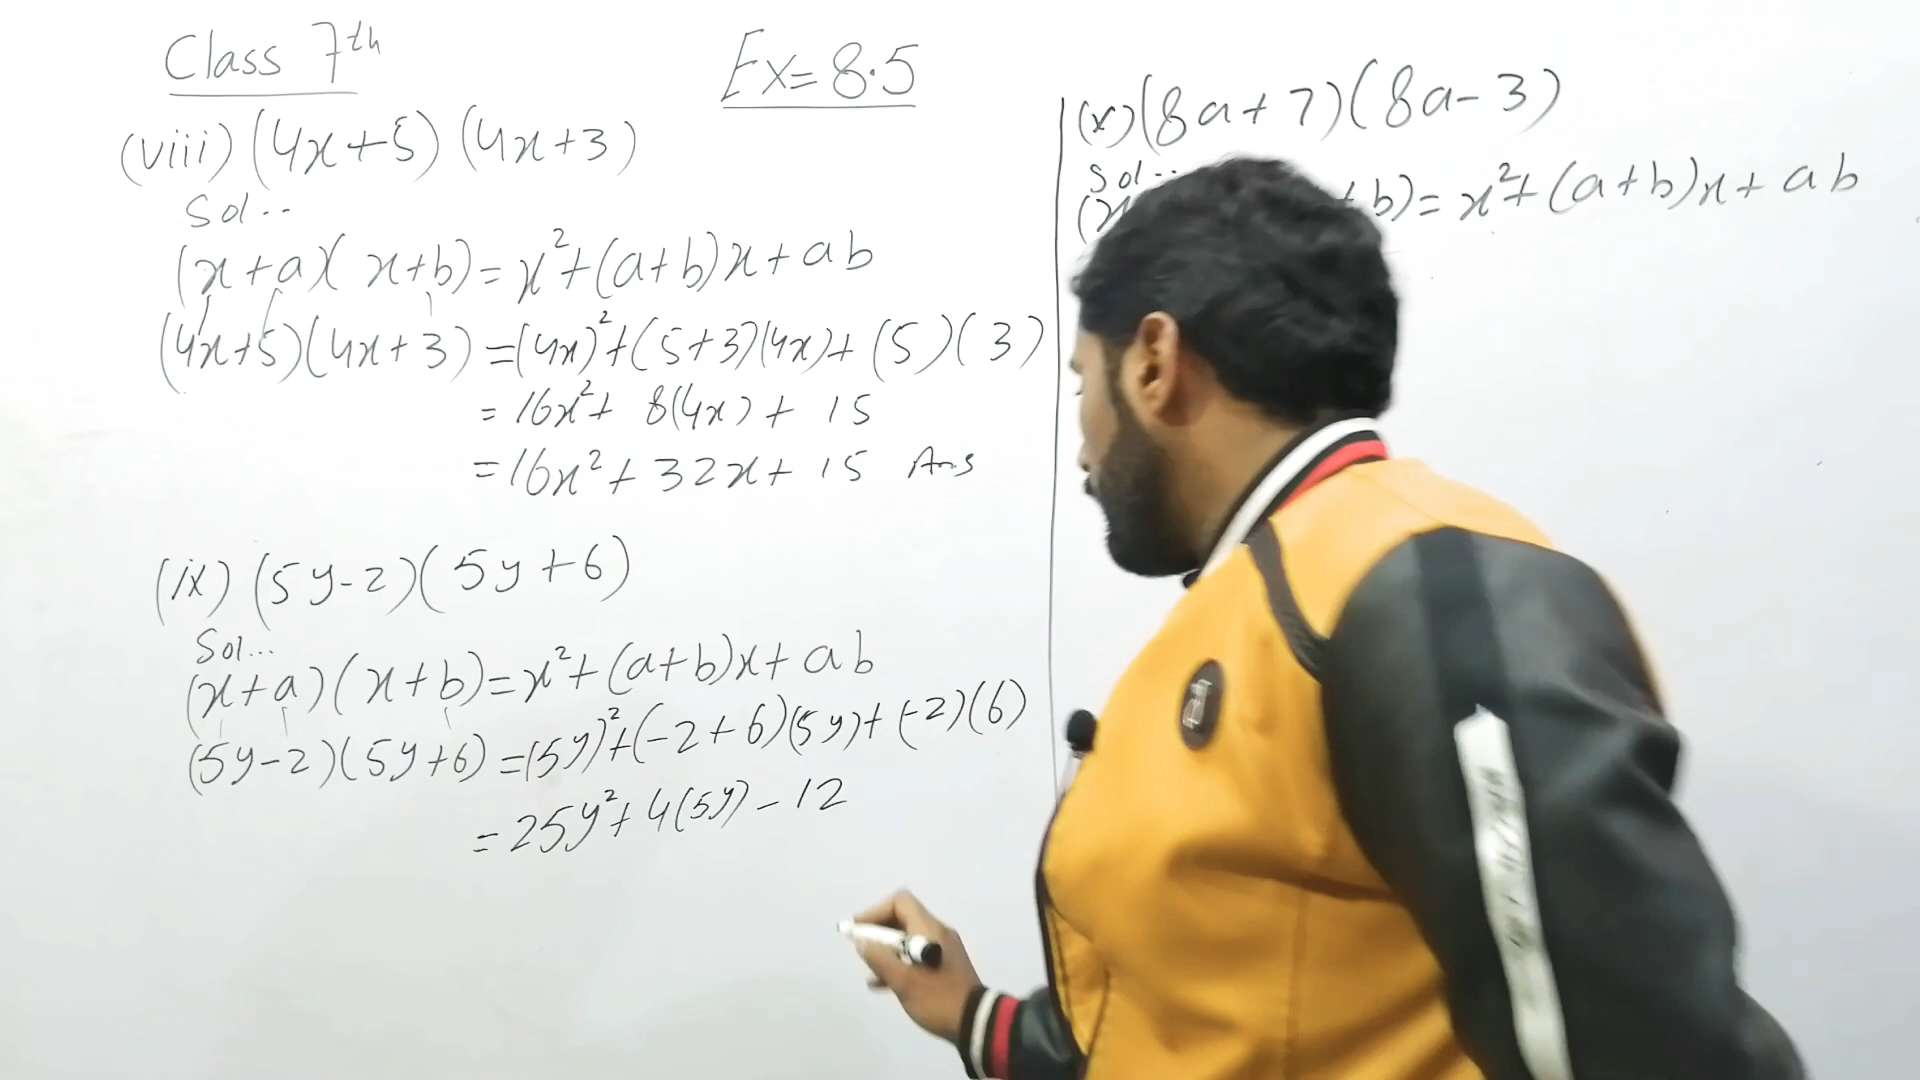 Class 7th
Ex=8.5
(viii) (4x+5) (4x+3)
Sol..
(x+a)(x+b)=x²+(a+b)x+ab
(4x+5)(4x+3)=(4x)²+(5+3)(4x)+(5)(3)
=16x²+8(4x)+15
=16x²+32x+15 Ans
(ix) (5y-2)(5y+6)
Sol...
(x+a)(x+b)=x²+(a+b)x+ab
(5y-2)(5y+6)=(5y)²+(-2+6)(5y)+(-2)(6)
=25y²+4(5y)-12
(x) (8a+7)(8a-3)
Sol..
(x +b)=x²+(a+b)x+ab